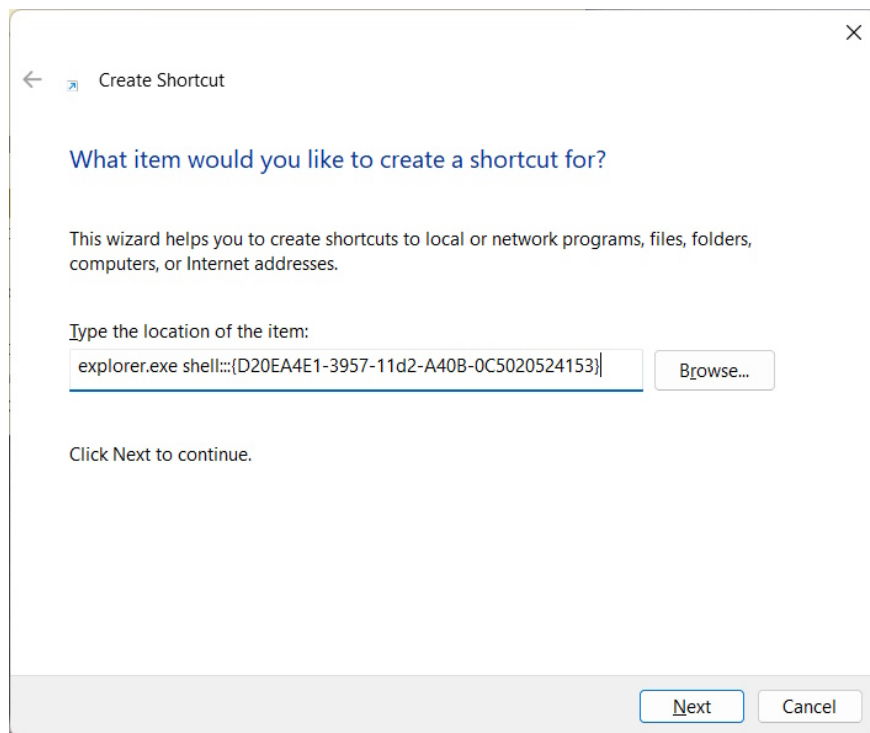 Create Shortcut
What item would you like to create a shortcut for?
This wizard helps you to create shortcuts to local or network programs, files, folders,
computers, or Internet addresses.
Type the location of the item:
explorer.exe shell:::{D20EA4E1-3957-11d2-A40B-0C5020524153}
Browse...
Click Next to continue.
Next
Cancel